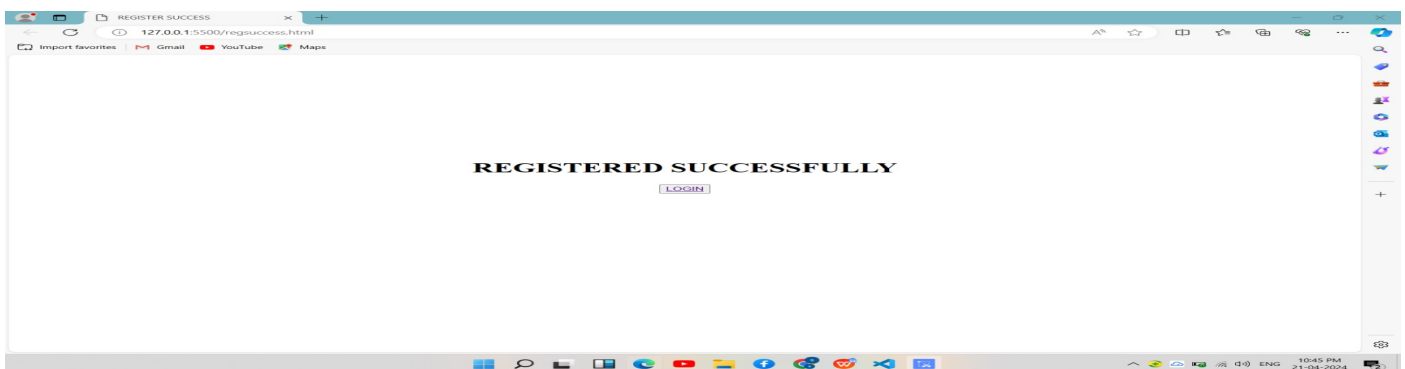 REGISTER SUCCESS
127.0.0.1:5500/regsuccess.html
Import favorites Gmail YouTube Maps
REGISTERED SUCCESSFULLY
LOGIN
ENG
10:45 PM
21-04-2024